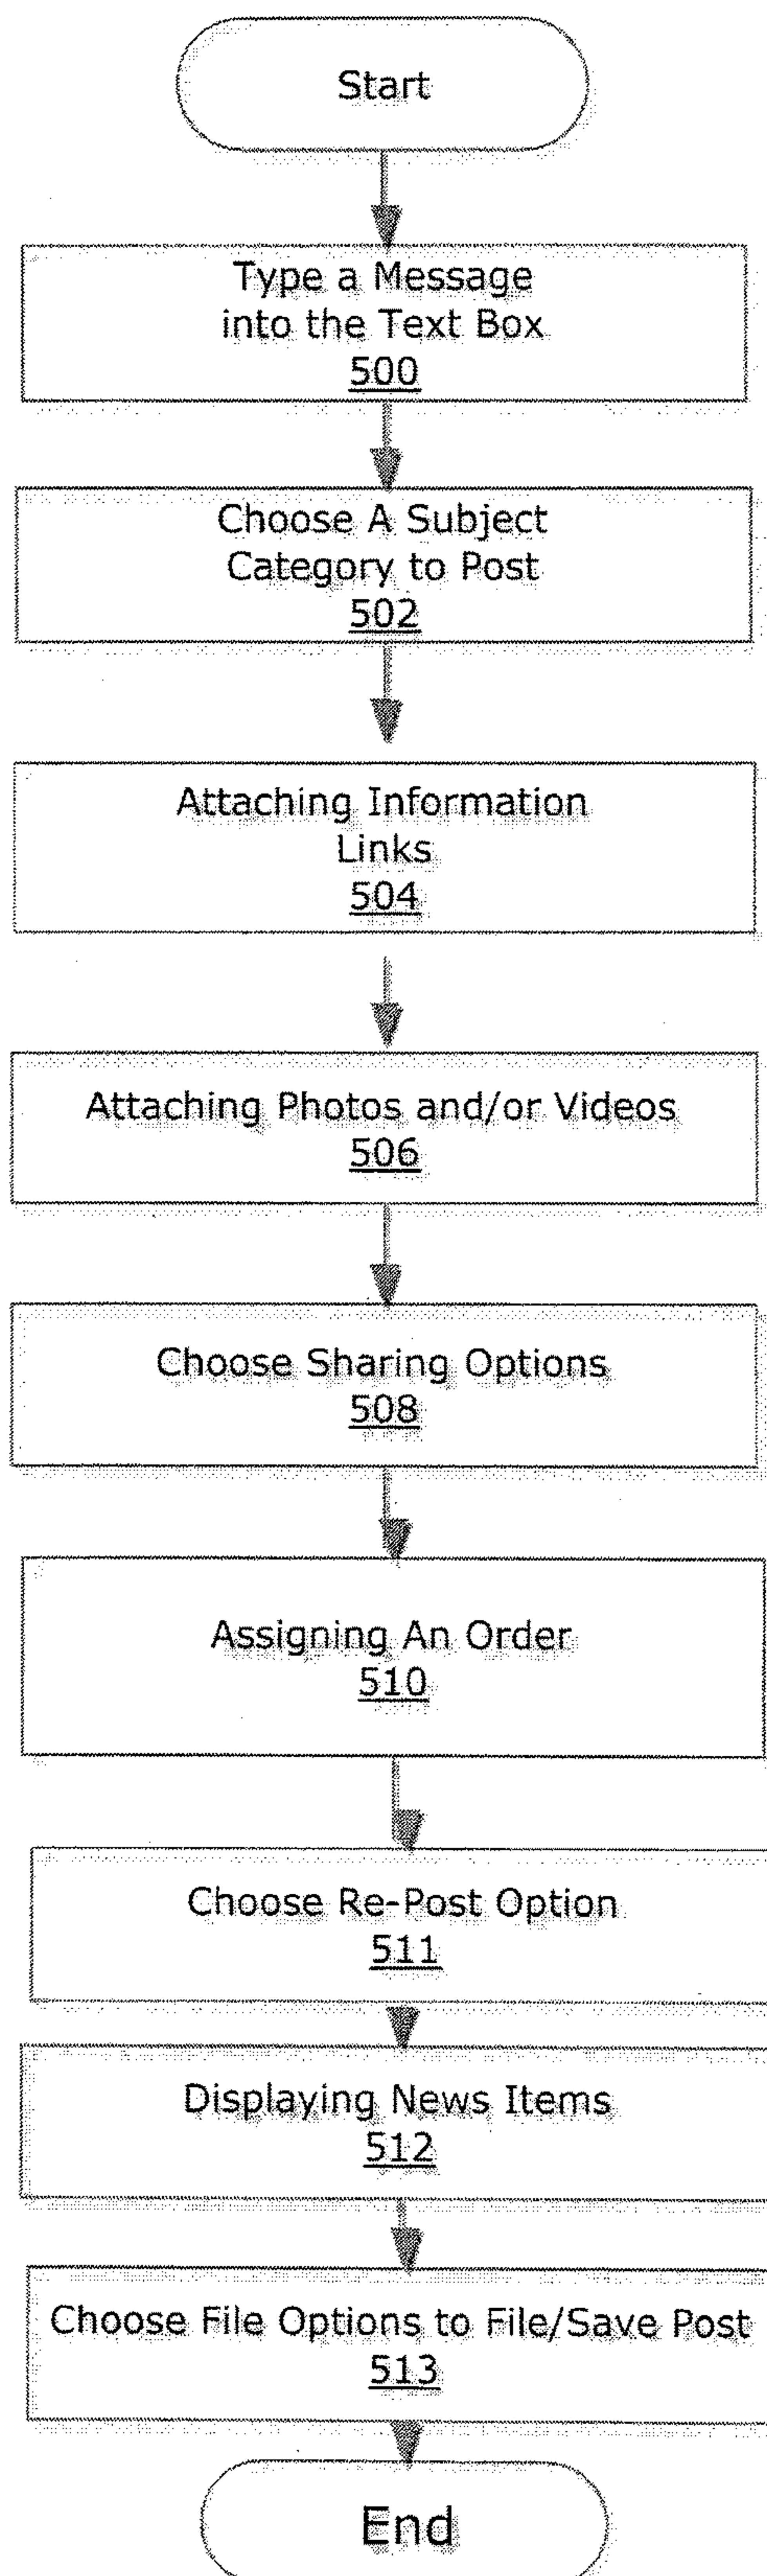 Start
Type a Message
into the Text Box
500
Choose A Subject
Category to Post
502
Attaching Information
Links
504
Attaching Photos and/or Videos
506
Choose Sharing Options
508
Assigning An Order
510
Choose Re-Post Option
511
Displaying News Items
512
Choose File Options to File/Save Post
513
End